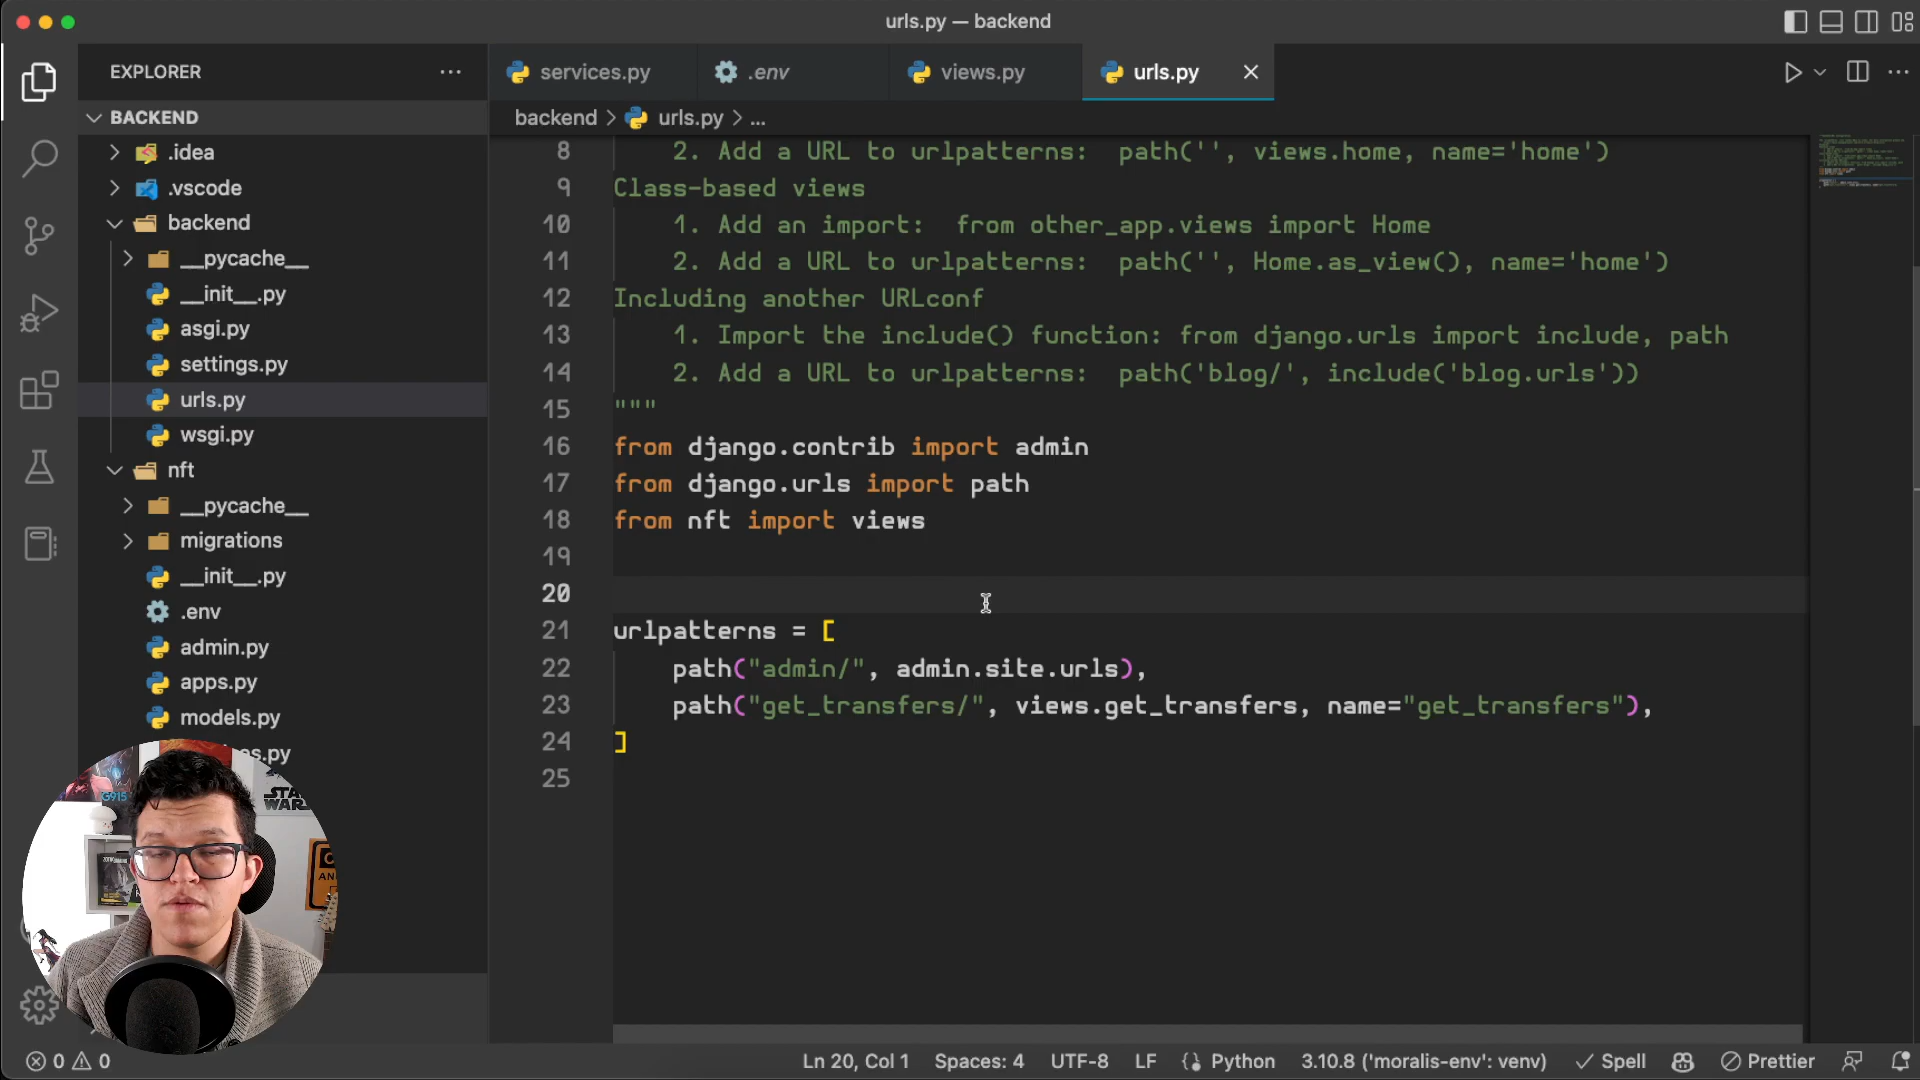 urls.py — backend
EXPLORER
services.py
.env
views.py
urls.py
backend > urls.py > ...
BACKEND
.idea
.vscode
backend
__pycache__
__init__.py
asgi.py
settings.py
urls.py
wsgi.py
nft
__pycache__
migrations
__init__.py
.env
admin.py
apps.py
models.py
es.py
8 2. Add a URL to urlpatterns:  path('', views.home, name='home')
9 Class-based views
10 1. Add an import:  from other_app.views import Home
11 2. Add a URL to urlpatterns:  path('', Home.as_view(), name='home')
12 Including another URLconf
13 1. Import the include() function: from django.urls import include, path
14 2. Add a URL to urlpatterns:  path('blog/', include('blog.urls'))
15 """
16 from django.contrib import admin
17 from django.urls import path
18 from nft import views
19
20
21 urlpatterns = [
22 path("admin/", admin.site.urls),
23 path("get_transfers/", views.get_transfers, name="get_transfers"),
24 ]
25
G915
STAR
WARS
0 0
Ln 20, Col 1
Spaces: 4
UTF-8
LF
Python
3.10.8 ('moralis-env': venv)
Spell
Prettier